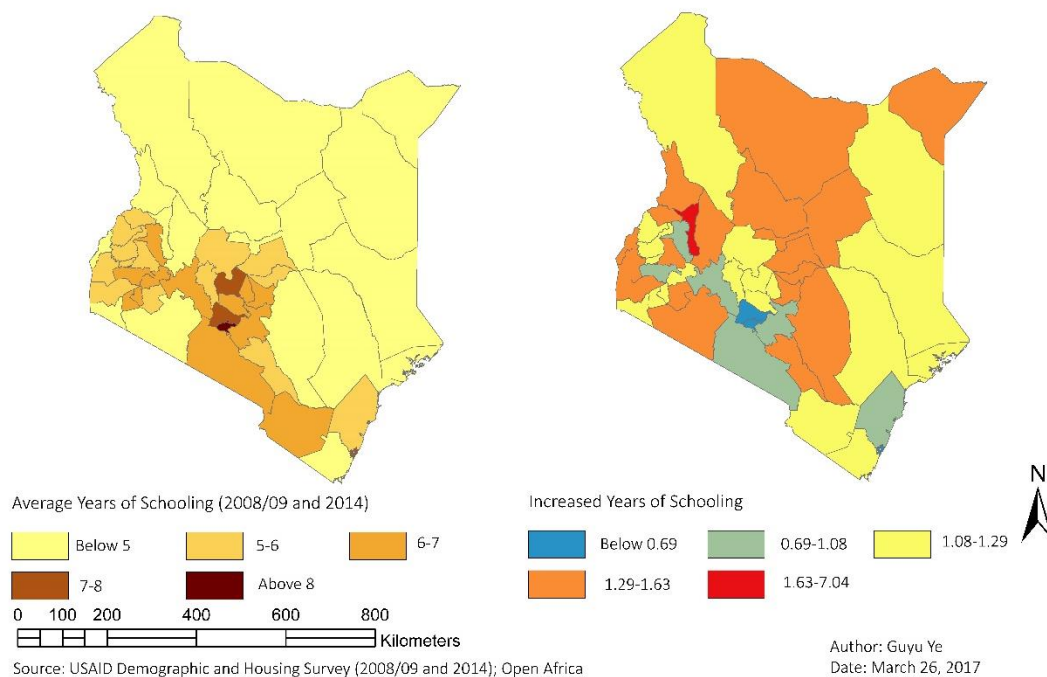 Average Years of Schooling (2008/09 and 2014)
Below 5
5-6
6-7
7-8
Above 8
0 100 200 400 600 800
Kilometers
Source: USAID Demographic and Housing Survey (2008/09 and 2014); Open Africa
Increased Years of Schooling
Below 0.69
0.69-1.08
1.08-1.29
1.29-1.63
1.63-7.04
N
Author: Guyu Ye
Date: March 26, 2017